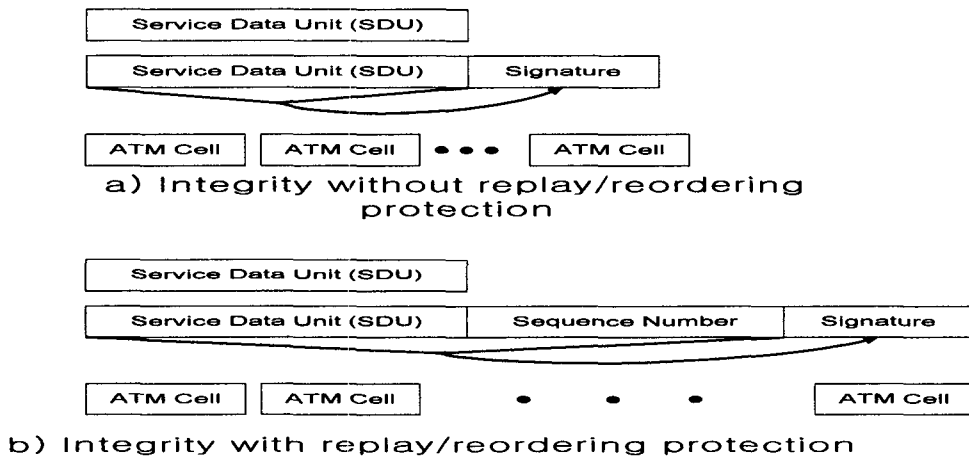 Service Data Unit (SDU)
Service Data Unit (SDU) Signature
ATM Cell ATM Cell ATM Cell
a) Integrity without replay/reordering
protection
Service Data Unit (SDU)
Service Data Unit (SDU) Sequence Number Signature
ATM Cell ATM Cell ATM Cell
b) Integrity with replay/reordering protection